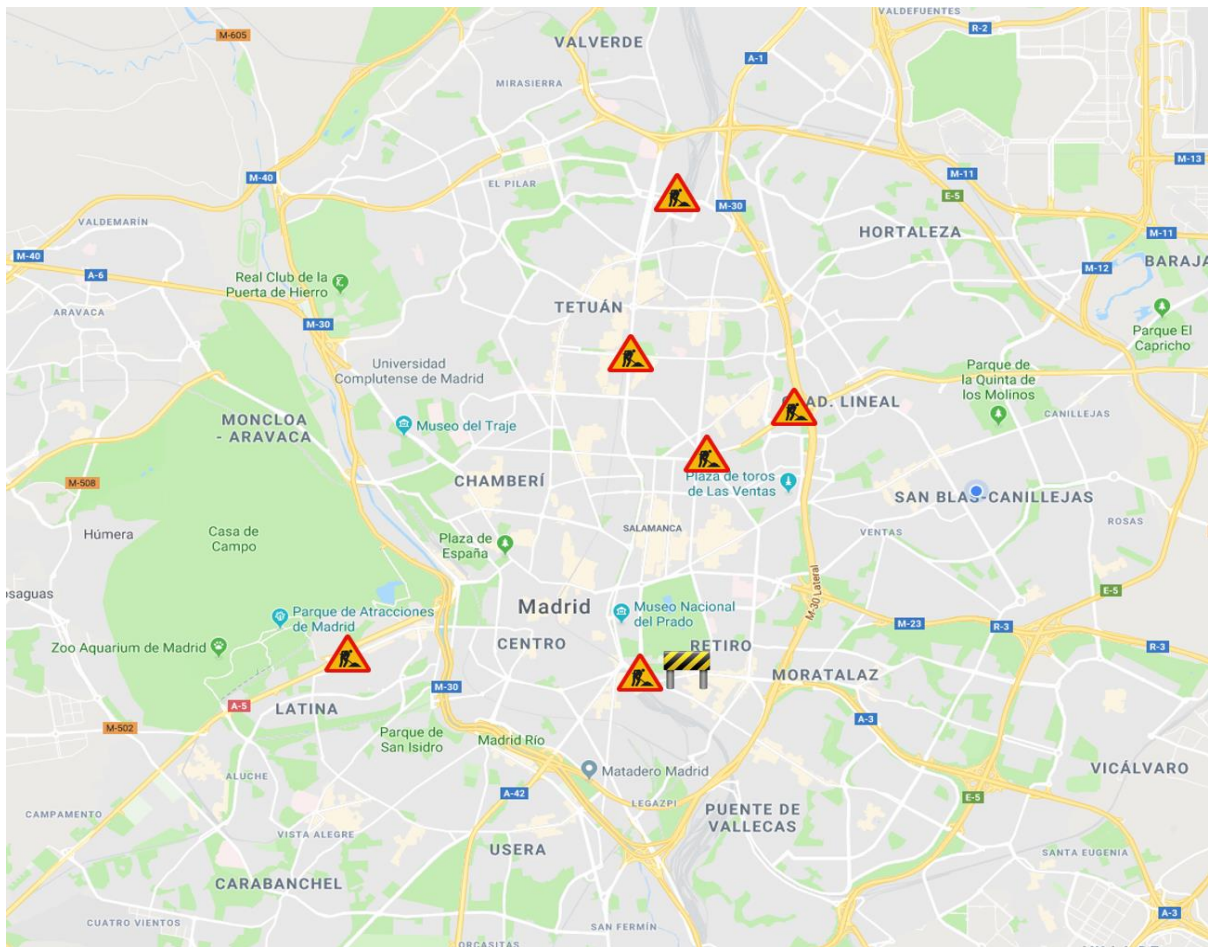 VALDEFUENTES
R-2
M-605
VALVERDE
A-1
MIRASIERRA
M-13
M-40
EL PILAR
M-11
E-5
M-30
VALDEMARÍN
HORTALEZA
M-11
M-40
A-6
BARAJA
M-12
Real Club de la
Puerta de Hierro
TETUÁN
ARAVACA
M-30
Parque El
Capricho
Universidad
Complutense de Madrid
Parque de
la Quinta de
los Molinos
AD. LINEAL
CANILLEJAS
MONCLOA
- ARAVACA
Museo del Traje
M-508
CHAMBERÍ
Plaza de toros
de Las Ventas
SAN BLAS-CANILLEJAS
ROSAS
Húmera
Casa de
Campo
Plaza de
España
SALAMANCA
VENTAS
osaguas
M-30 Lateral
E-5
Parque de Atracciones
de Madrid
Madrid
Museo Nacional
del Prado
M-23
R-3
R-3
Zoo Aquarium de Madrid
CENTRO
RETIRO
MORATALAZ
M-30
A-5
LATINA
M-502
Parque de
San Isidro
Madrid Río
A-3
ALUCHE
Matadero Madrid
VICÁLVARO
A-42
E-5
LEGAZPI
PUENTE DE
VALLECAS
CAMPAMENTO
VISTA ALEGRE
USERA
SANTA EUGENIA
CARABANCHEL
CUATRO VIENTOS
SAN FERMÍN
A-3
ORCASITAS